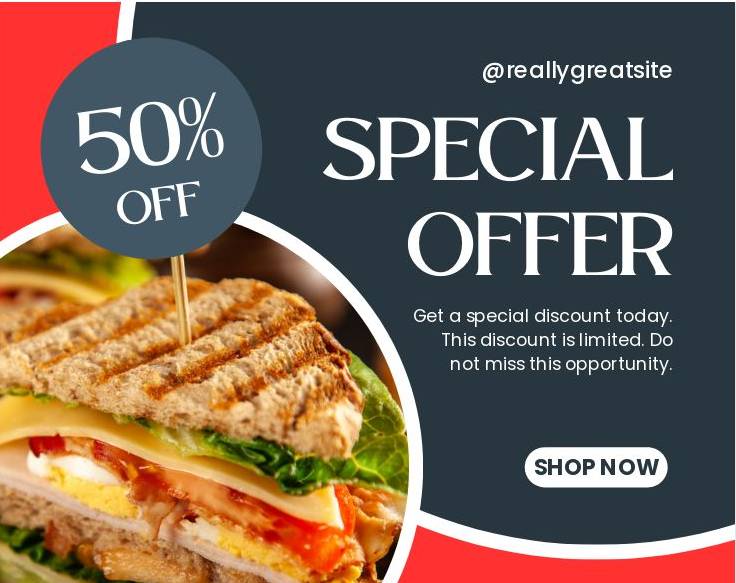 @reallygreatsite
50%
OFF
SPECIAL
OFFER
Get a special discount today.
This discount is limited. Do
not miss this opportunity.
SHOP NOW